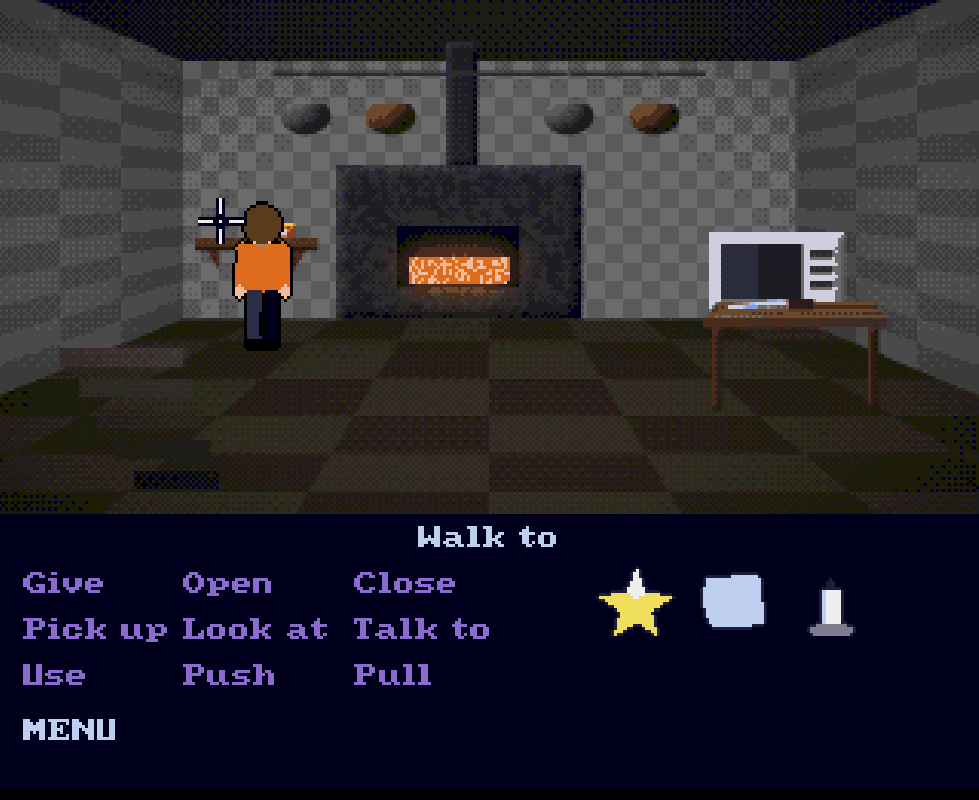 Walk to
Give Open Close
Pick up Look at Talk to
Use Push Pull
MENU